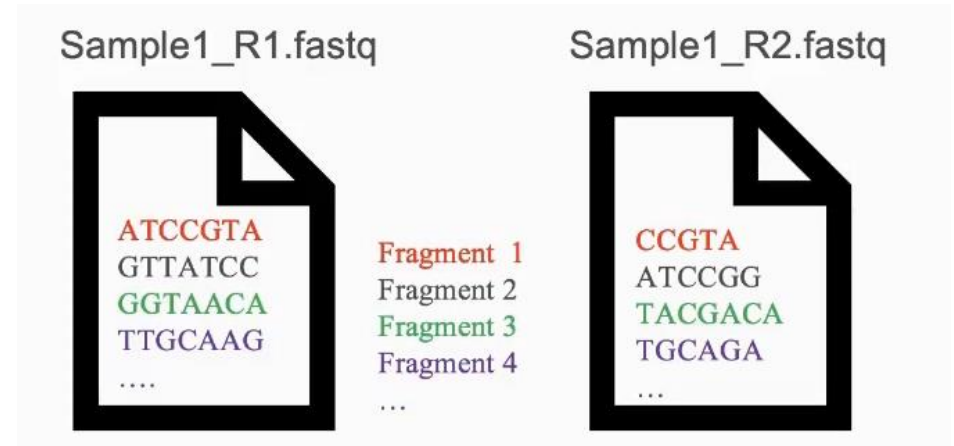 Sample1_R1.fastq
Sample1_R2.fastq
ATCCGTA
GTTATCC
GGTAACA
TTGCAAG
....
Fragment 1
Fragment 2
Fragment 3
Fragment 4
...
CCGTA
ATCCGG
TACGACA
TGCAGA
...